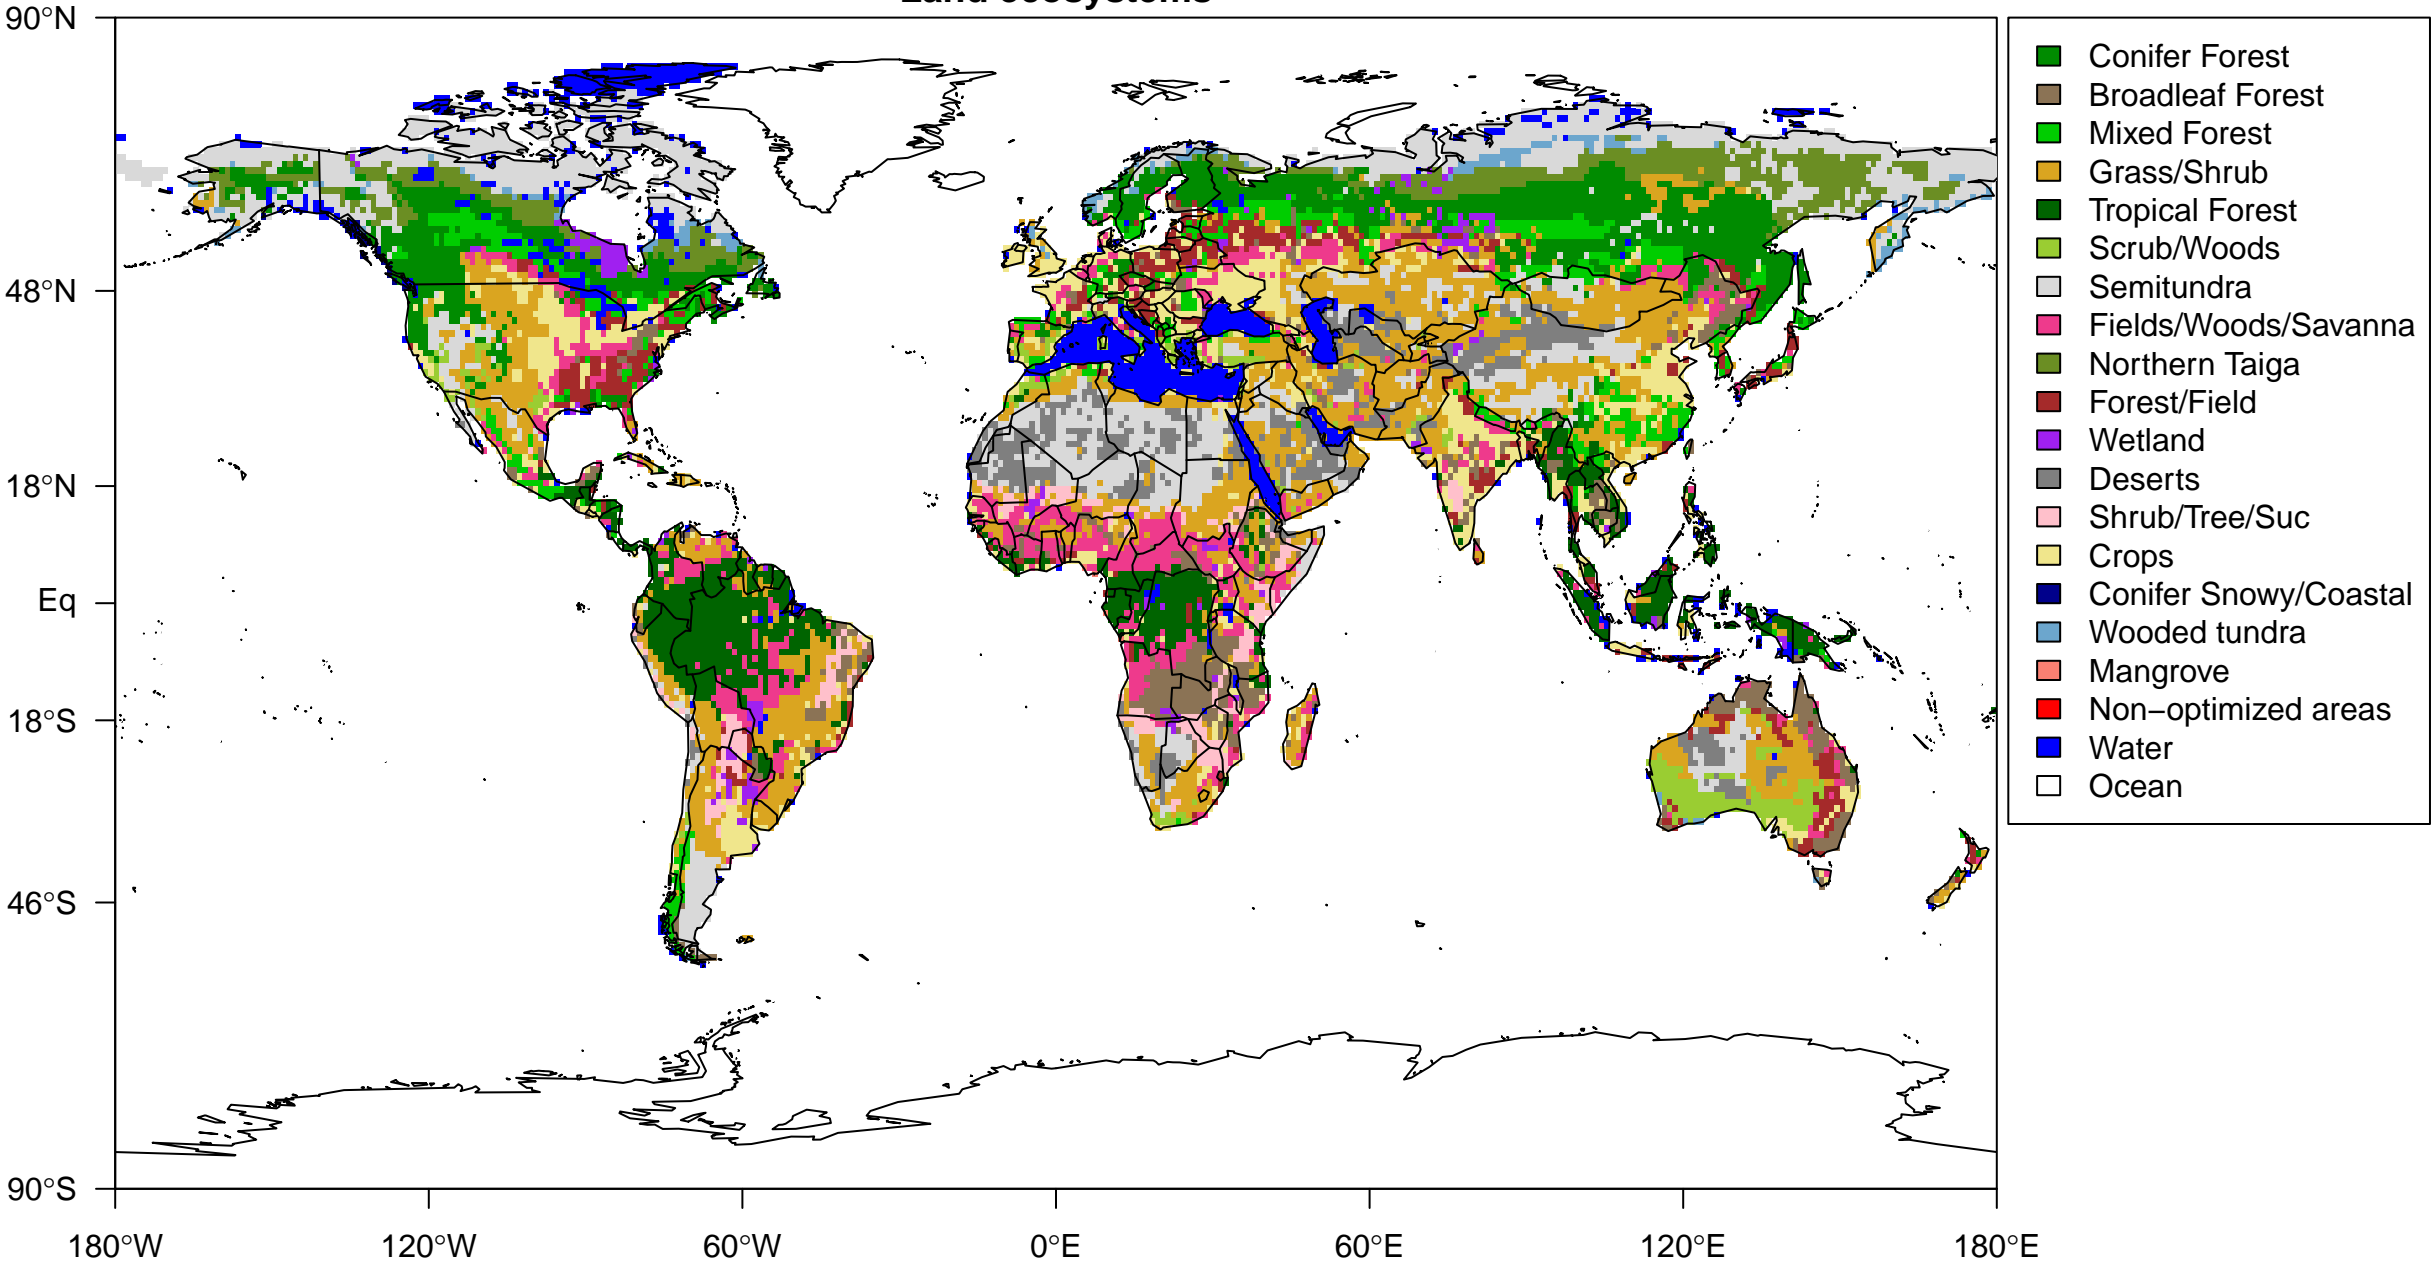 Land ecosystems
90°N
48°N
18°N
Eq
18°S
46°S
90°S
180°W
120°W
60°W
0°E
60°E
120°E
180°E
Conifer Forest
Broadleaf Forest
Mixed Forest
Grass/Shrub
Tropical Forest
Scrub/Woods
Semitundra
Fields/Woods/Savanna
Northern Taiga
Forest/Field
Wetland
Deserts
Shrub/Tree/Suc
Crops
Conifer Snowy/Coastal
Wooded tundra
Mangrove
Non−optimized areas
Water
Ocean